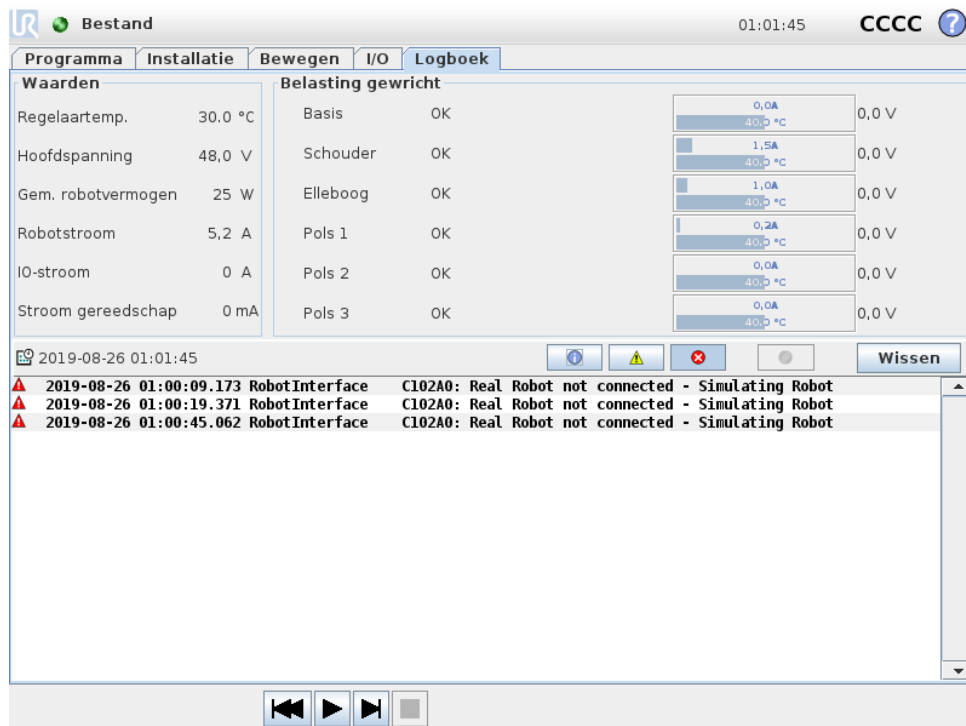 UR Bestand 01:01:45 CCCC ?
Programma Installatie Bewegen I/O Logboek
Waarden
Regelaartemp. 30.0 °C
Hoofdspanning 48,0 V
Gem. robotvermogen 25 W
Robotstroom 5,2 A
IO-stroom 0 A
Stroom gereedschap 0 mA
Belasting gewricht
Basis OK 0,0A 40.0 °C 0,0 V
Schouder OK 1,5A 40.0 °C 0,0 V
Elleboog OK 1,0A 40.0 °C 0,0 V
Pols 1 OK 0,2A 40.0 °C 0,0 V
Pols 2 OK 0,0A 40.0 °C 0,0 V
Pols 3 OK 0,0A 40.0 °C 0,0 V
2019-08-26 01:01:45 Wissen
2019-08-26 01:00:09.173 RobotInterface C102A0: Real Robot not connected - Simulating Robot
2019-08-26 01:00:19.371 RobotInterface C102A0: Real Robot not connected - Simulating Robot
2019-08-26 01:00:45.062 RobotInterface C102A0: Real Robot not connected - Simulating Robot